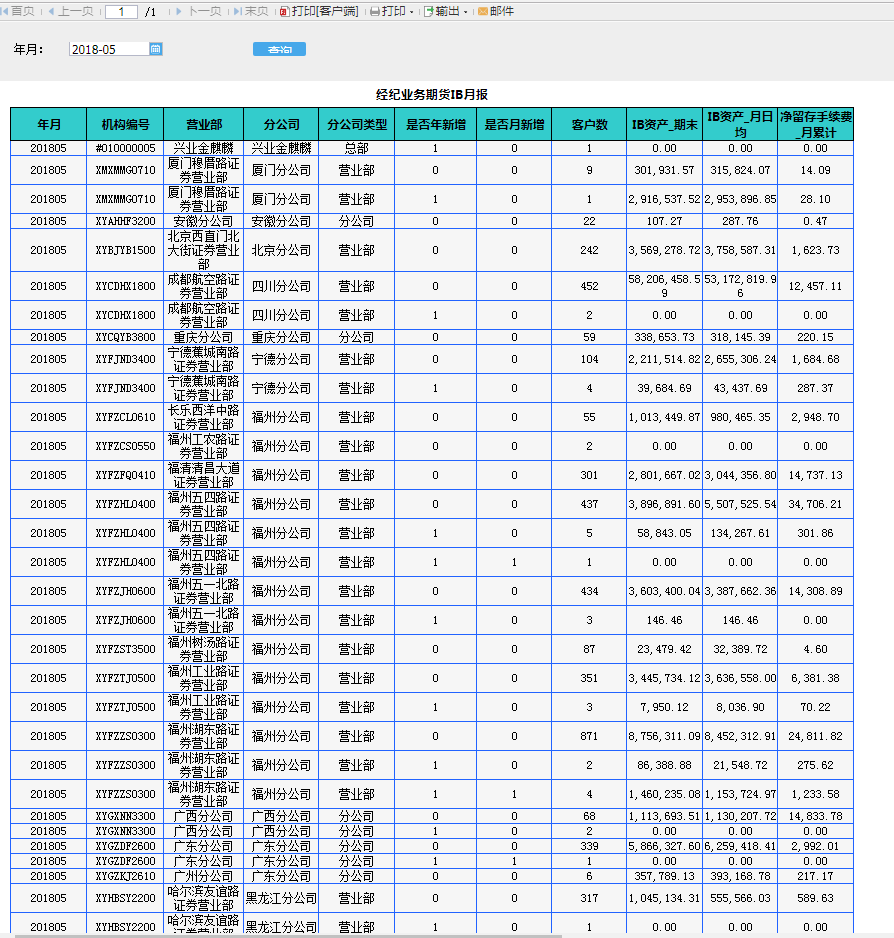 首页 上一页 1 /1 下一页 末页 打印[客户端] 打印 输出 邮件
年月： 2018-05 查询
经纪业务期货IB月报
年月 机构编号 营业部 分公司 分公司类型 是否年新增 是否月新增 客户数 IB资产_期末 IB资产_月日均 净留存手续费_月累计
201805 #010000005 兴业金麒麟 兴业金麒麟 总部 1 0 1 0.00 0.00 0.00
201805 XMXMMG0710 厦门穆厝路证券营业部 厦门分公司 营业部 0 0 9 301,931.57 315,824.07 14.09
201805 XMXMMG0710 厦门穆厝路证券营业部 厦门分公司 营业部 1 0 1 2,916,537.52 2,953,896.85 28.10
201805 XYAHHF3200 安徽分公司 安徽分公司 分公司 0 0 22 107.27 287.76 0.47
201805 XYBJYB1500 北京西直门北大街证券营业部 北京分公司 营业部 0 0 242 3,569,278.72 3,758,587.31 1,623.73
201805 XYCDHX1800 成都航空路证券营业部 四川分公司 营业部 0 0 452 58,206,458.59 53,172,819.96 12,457.11
201805 XYCDHX1800 成都航空路证券营业部 四川分公司 营业部 1 0 2 0.00 0.00 0.00
201805 XYCQYB3800 重庆分公司 重庆分公司 分公司 0 0 59 338,653.73 318,145.39 220.15
201805 XYFJND3400 宁德蕉城南路证券营业部 宁德分公司 营业部 0 0 104 2,211,514.82 2,655,306.24 1,684.68
201805 XYFJND3400 宁德蕉城南路证券营业部 宁德分公司 营业部 1 0 4 39,684.69 43,437.69 287.37
201805 XYFZCL0610 长乐西洋中路证券营业部 福州分公司 营业部 0 0 55 1,013,449.87 980,465.35 2,948.70
201805 XYFZCS0550 福州工农路证券营业部 福州分公司 营业部 0 0 2 0.00 0.00 0.00
201805 XYFZFQ0410 福清清昌大道证券营业部 福州分公司 营业部 0 0 301 2,801,667.02 3,044,356.80 14,737.13
201805 XYFZHL0400 福州五四路证券营业部 福州分公司 营业部 0 0 437 3,896,891.60 5,507,525.54 34,706.21
201805 XYFZHL0400 福州五四路证券营业部 福州分公司 营业部 1 0 5 58,843.05 134,267.61 301.86
201805 XYFZHL0400 福州五四路证券营业部 福州分公司 营业部 1 1 1 0.00 0.00 0.00
201805 XYFZJH0600 福州五一北路证券营业部 福州分公司 营业部 0 0 434 3,603,400.04 3,387,662.36 14,308.89
201805 XYFZJH0600 福州五一北路证券营业部 福州分公司 营业部 1 0 3 146.46 146.46 0.00
201805 XYFZST3500 福州树汤路证券营业部 福州分公司 营业部 0 0 87 23,479.42 32,389.72 4.60
201805 XYFZTJ0500 福州工业路证券营业部 福州分公司 营业部 0 0 351 3,445,734.12 3,636,558.00 6,381.38
201805 XYFZTJ0500 福州工业路证券营业部 福州分公司 营业部 1 0 3 7,950.12 8,036.90 70.22
201805 XYFZZS0300 福州湖东路证券营业部 福州分公司 营业部 0 0 871 8,756,311.09 8,452,312.91 24,811.82
201805 XYFZZS0300 福州湖东路证券营业部 福州分公司 营业部 1 0 2 86,388.88 21,548.72 275.62
201805 XYFZZS0300 福州湖东路证券营业部 福州分公司 营业部 1 1 4 1,460,235.08 1,153,724.97 1,233.58
201805 XYGXNN3300 广西分公司 广西分公司 分公司 0 0 68 1,113,693.51 1,130,207.72 14,833.78
201805 XYGXNN3300 广西分公司 广西分公司 分公司 1 0 2 0.00 0.00 0.00
201805 XYGZDF2600 广东分公司 广东分公司 分公司 0 0 339 5,866,327.60 6,259,418.41 2,992.01
201805 XYGZDF2600 广东分公司 广东分公司 分公司 1 1 1 0.00 0.00 0.00
201805 XYGZKJ2610 广州分公司 广东分公司 分公司 0 0 6 357,789.13 393,168.78 217.17
201805 XYHBSY2200 哈尔滨友谊路证券营业部 黑龙江分公司 营业部 0 0 317 1,045,134.31 555,566.03 589.63
201805 XYHBSY2200 哈尔滨友谊路证券营业部 黑龙江分公司 营业部 1 0 1 0.00 0.00 0.00